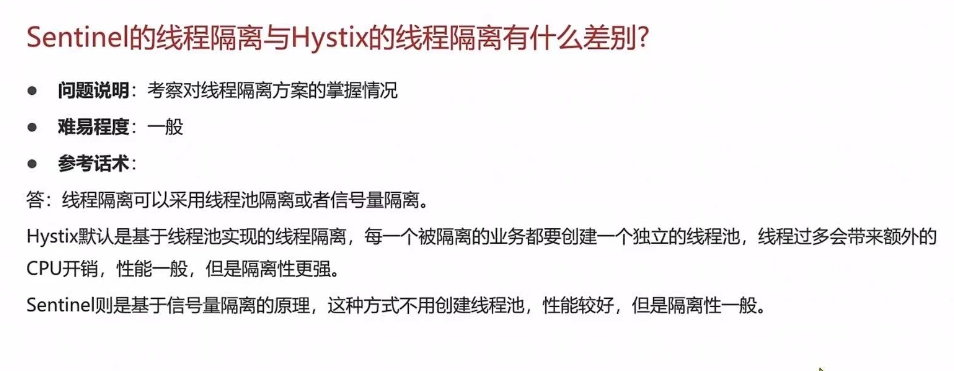 Sentinel的线程隔离与Hystix的线程隔离有什么差别?
● 问题说明：考察对线程隔离方案的掌握情况
● 难易程度：一般
● 参考话术：
答：线程隔离可以采用线程池隔离或者信号量隔离。
Hystix默认是基于线程池实现的线程隔离，每一个被隔离的业务都要创建一个独立的线程池，线程过多会带来额外的
CPU开销，性能一般，但是隔离性更强。
Sentinel则是基于信号量隔离的原理，这种方式不用创建线程池，性能较好，但是隔离性一般。